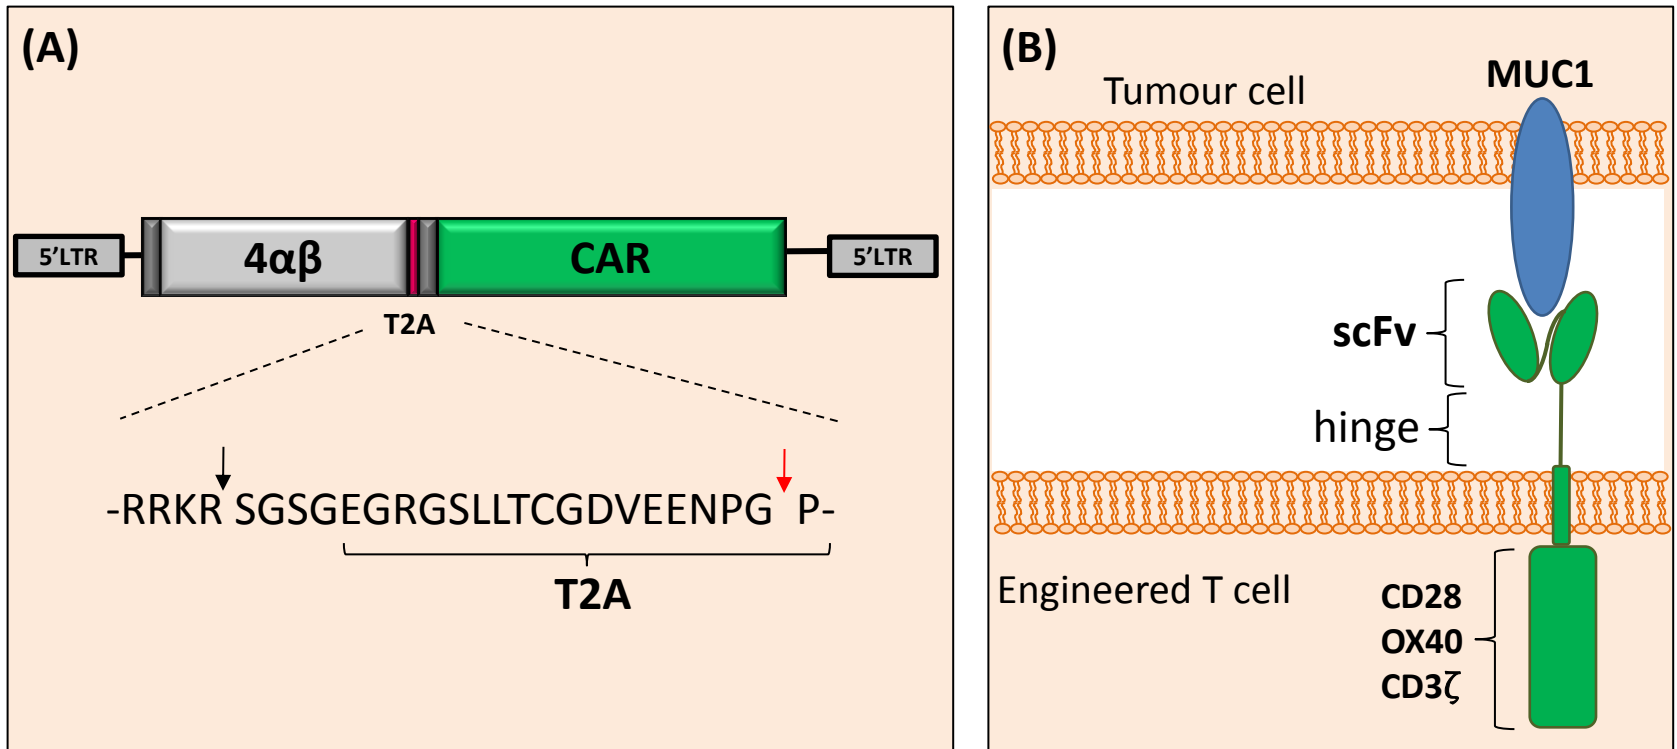 (A)
5'LTR
4αβ
CAR
5'LTR
T2A
-RRKR SGSGEGRGSLLTCGDVEENPG P-
T2A
(B)
MUC1
Tumour cell
scFv
hinge
Engineered T cell
CD28
OX40
CD3ζ